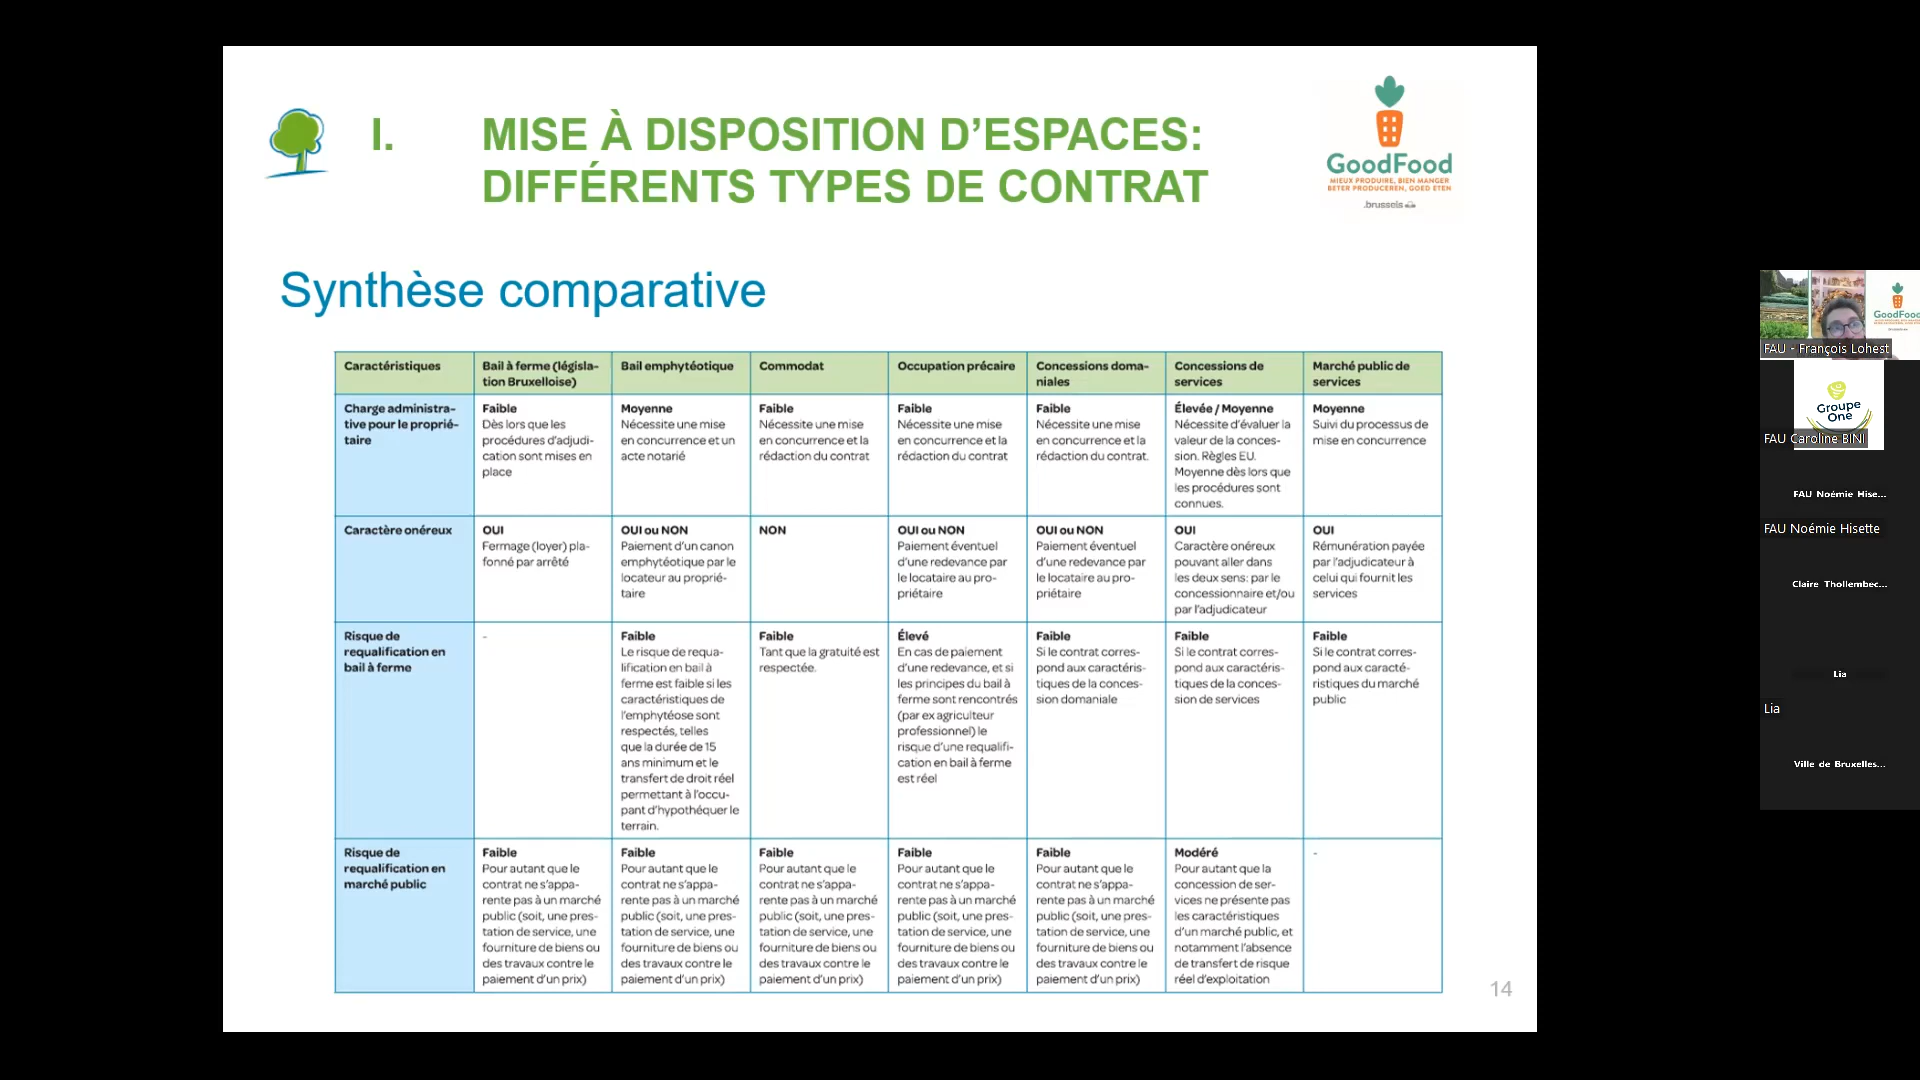 I. MISE À DISPOSITION D’ESPACES:
DIFFÉRENTS TYPES DE CONTRAT
GoodFood
MIEUX PRODUIRE, BIEN MANGER
BETER PRODUCEREN, GOED ETEN
.brussels
Synthèse comparative
Caractéristiques
Bail à ferme (législa-
tion Bruxelloise)
Bail emphytéotique
Commodat
Occupation précaire
Concessions doma-
niales
Concessions de
services
Marché public de
services
Charge administra-
tive pour le proprié-
taire
Faible
Dès lors que les
procédures d’adjudi-
cation sont mises en
place
Moyenne
Nécessite une mise
en concurrence et un
acte notarié
Faible
Nécessite une mise
en concurrence et la
rédaction du contrat
Faible
Nécessite une mise
en concurrence et la
rédaction du contrat
Faible
Nécessite une mise
en concurrence et la
rédaction du contrat.
Élevée / Moyenne
Nécessite d’évaluer la
valeur de la conces-
sion. Règles EU.
Moyenne dès lors que
les procédures sont
connues.
Moyenne
Suivi du processus de
mise en concurrence
Caractère onéreux
OUI
Fermage (loyer) pla-
fonné par arrêté
OUI ou NON
Paiement d’un canon
emphytéotique par le
locateur au proprié-
taire
NON
OUI ou NON
Paiement éventuel
d’une redevance par
le locataire au pro-
priétaire
OUI ou NON
Paiement éventuel
d’une redevance par
le locataire au pro-
priétaire
OUI
Caractère onéreux
pouvant aller dans
les deux sens: par le
concessionnaire et/ou
par l’adjudicateur
OUI
Rémunération payée
par l’adjudicateur à
celui qui fournit les
services
Risque de
requalification en
bail à ferme
-
Faible
Le risque de requa-
lification en bail à
ferme est faible si les
caractéristiques de
l’emphytéose sont
respectés, telles
que la durée de 15
ans minimum et le
transfert de droit réel
permettant à l’occu-
pant d’hypothéquer le
terrain.
Faible
Tant que la gratuité est
respectée.
Élevé
En cas de paiement
d’une redevance, et si
les principes du bail à
ferme sont rencontrés
(par ex agriculteur
professionnel) le
risque d’une requalifi-
cation en bail à ferme
est réel
Faible
Si le contrat corres-
pond aux caractéris-
tiques de la conces-
sion domaniale
Faible
Si le contrat corres-
pond aux caractéris-
tiques de la conces-
sion de services
Faible
Si le contrat corres-
pond aux caracté-
ristiques du marché
public
Risque de
requalification en
marché public
Faible
Pour autant que le
contrat ne s’appa-
rente pas à un marché
public (soit, une pres-
tation de service, une
fourniture de biens ou
des travaux contre le
paiement d’un prix)
Faible
Pour autant que le
contrat ne s’appa-
rente pas à un marché
public (soit, une pres-
tation de service, une
fourniture de biens ou
des travaux contre le
paiement d’un prix)
Faible
Pour autant que le
contrat ne s’appa-
rente pas à un marché
public (soit, une pres-
tation de service, une
fourniture de biens ou
des travaux contre le
paiement d’un prix)
Faible
Pour autant que le
contrat ne s’appa-
rente pas à un marché
public (soit, une pres-
tation de service, une
fourniture de biens ou
des travaux contre le
paiement d’un prix)
Faible
Pour autant que le
contrat ne s’appa-
rente pas à un marché
public (soit, une pres-
tation de service, une
fourniture de biens ou
des travaux contre le
paiement d’un prix)
Modéré
Pour autant que la
concession de ser-
vices ne présente pas
les caractéristiques
d’un marché public, et
notamment l’absence
de transfert de risque
réel d’exploitation
-
14
GoodFood
FAU - François Lohest
Groupe
One
FAU Caroline BINI
FAU Noémie Hise...
FAU Noémie Hisette
Claire Thollembec...
Lia
Lia
Ville de Bruxelles...